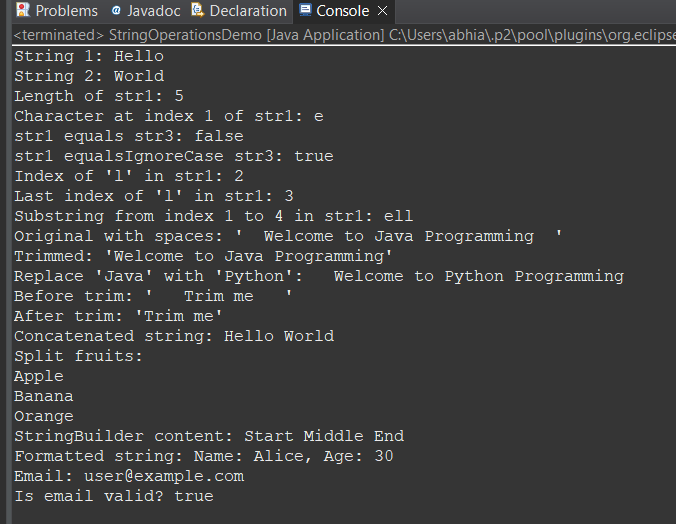 Problems @ Javadoc Declaration Console
<terminated> StringOperationsDemo [Java Application] C:\Users\abhia\.p2\pool\plugins\org.eclipse
String 1: Hello
String 2: World
Length of str1: 5
Character at index 1 of str1: e
str1 equals str3: false
str1 equalsIgnoreCase str3: true
Index of 'l' in str1: 2
Last index of 'l' in str1: 3
Substring from index 1 to 4 in str1: ell
Original with spaces: '  Welcome to Java Programming  '
Trimmed: 'Welcome to Java Programming'
Replace 'Java' with 'Python':   Welcome to Python Programming
Before trim: '   Trim me   '
After trim: 'Trim me'
Concatenated string: Hello World
Split fruits:
Apple
Banana
Orange
StringBuilder content: Start Middle End
Formatted string: Name: Alice, Age: 30
Email: user@example.com
Is email valid? true